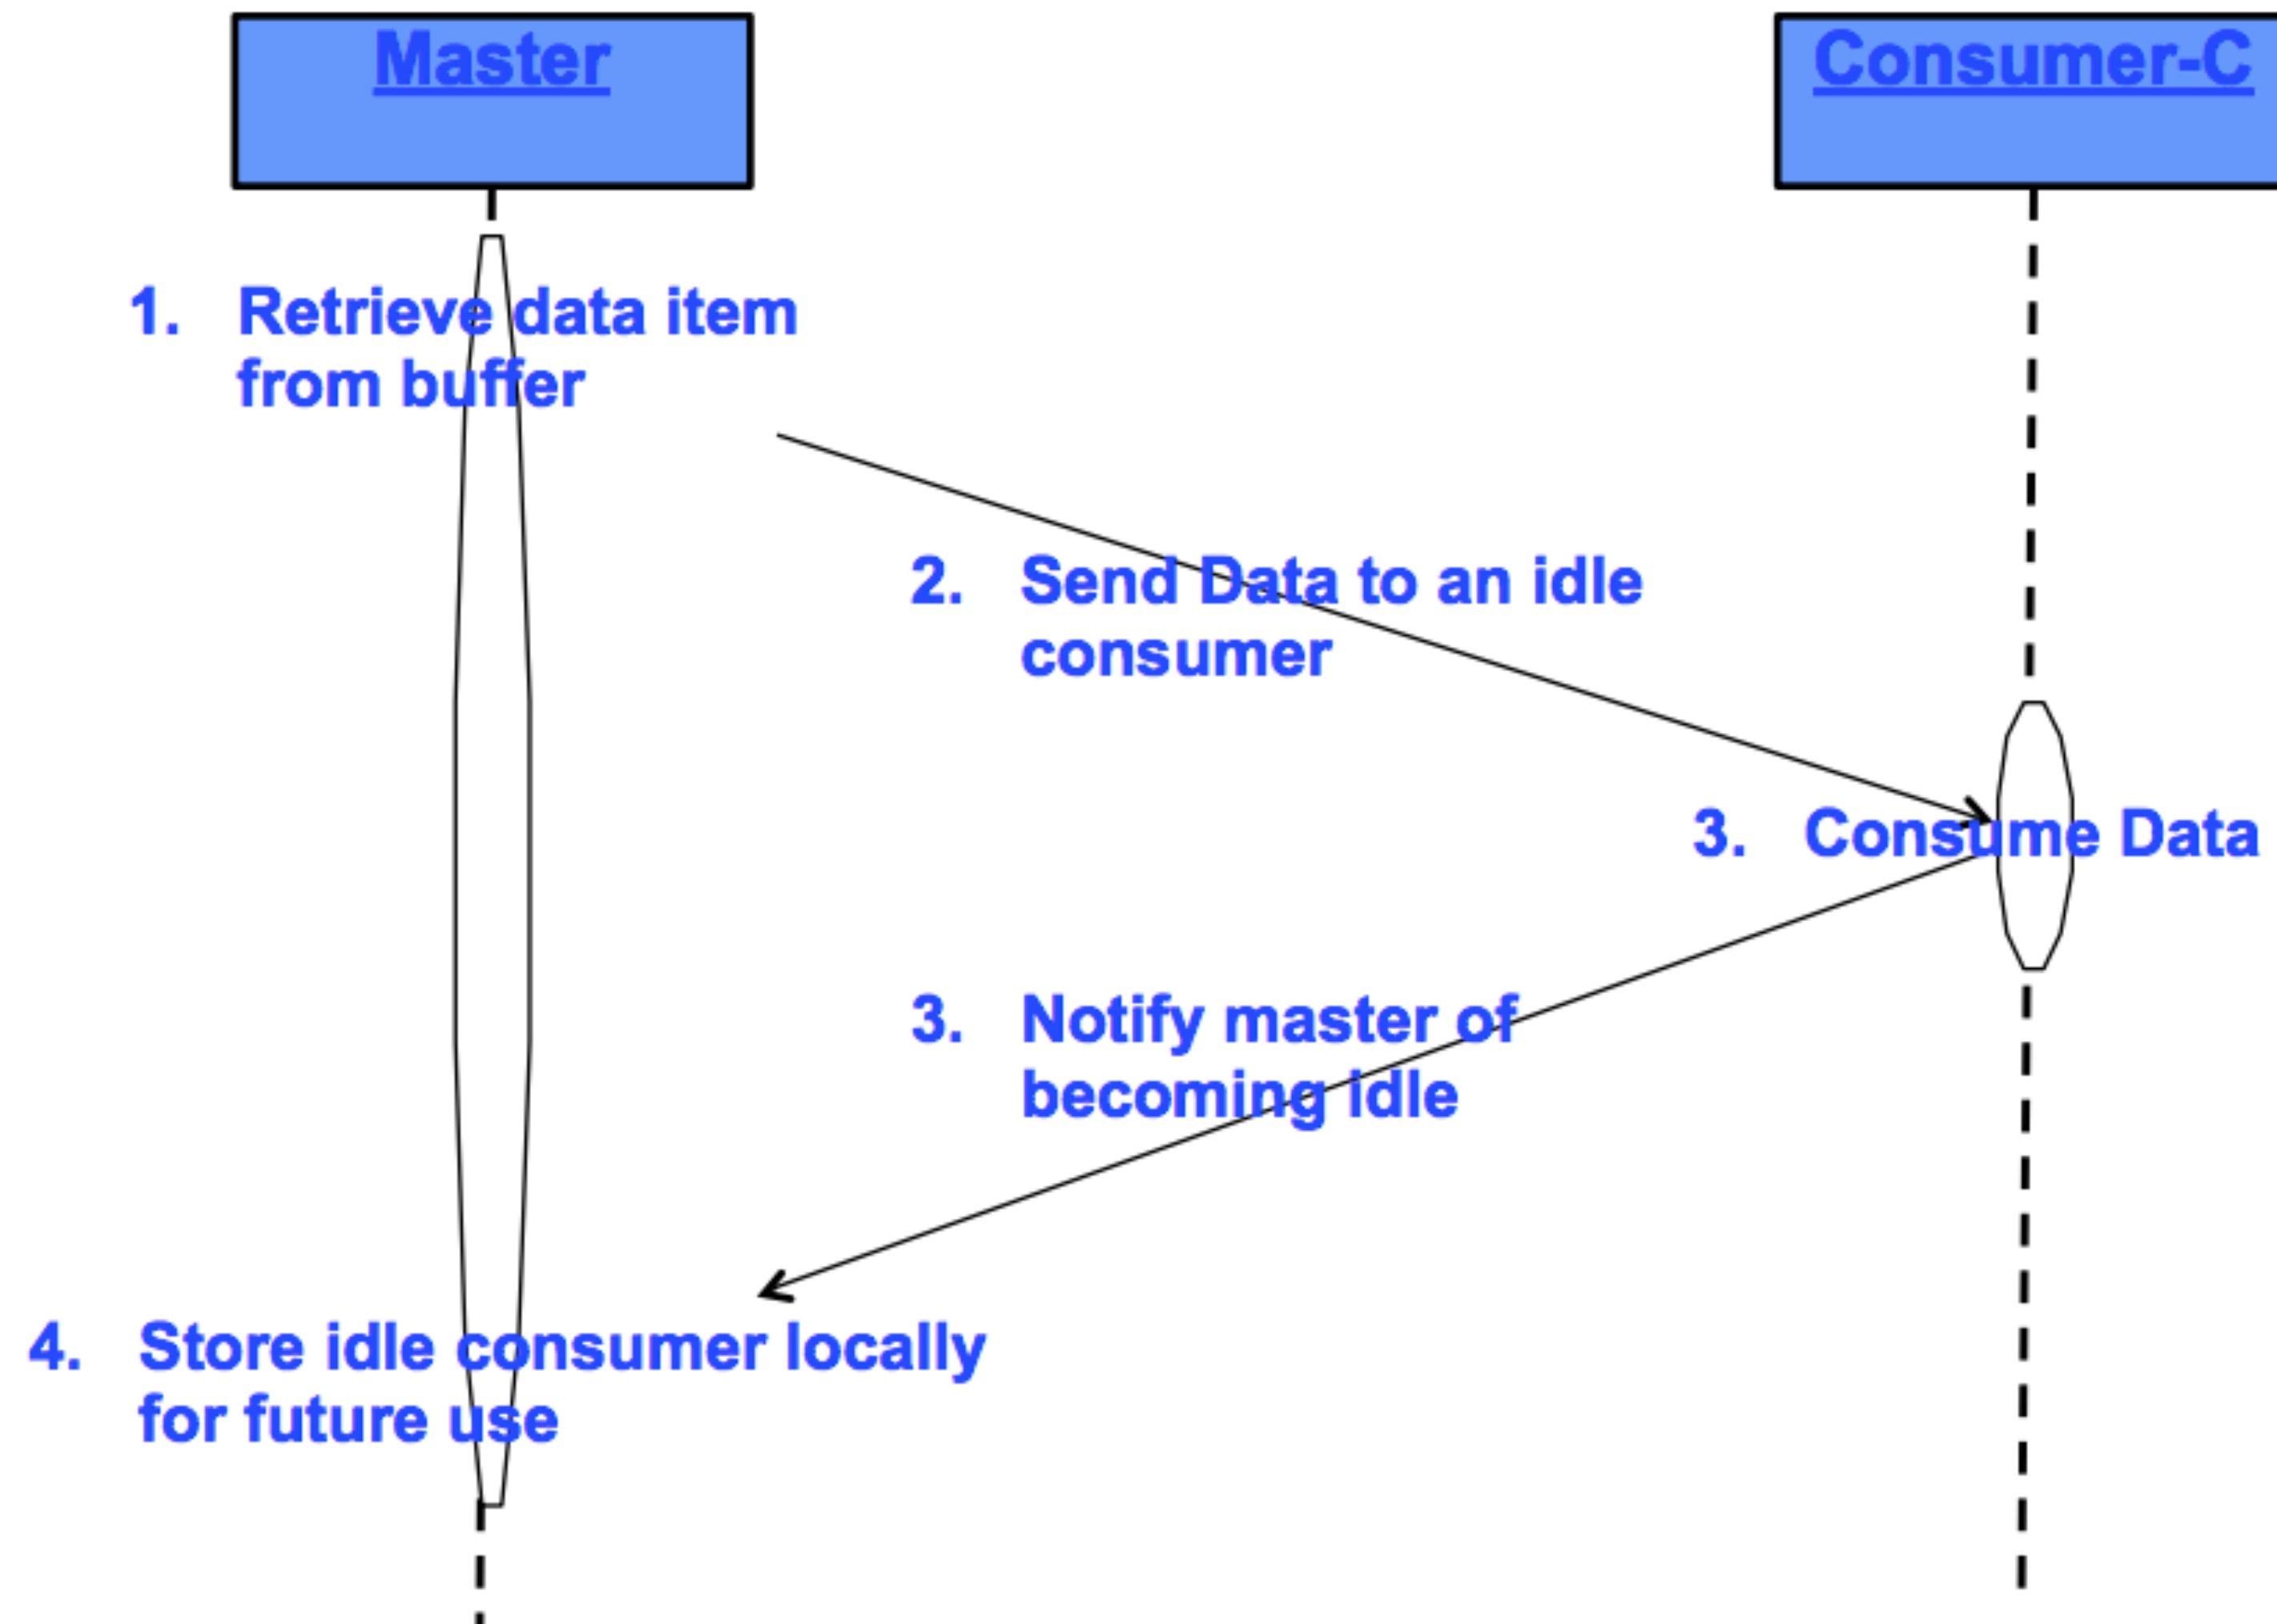 Master
Consumer-C
1. Retrieve data item
from buffer
2. Send Data to an idle
consumer
3. Consume Data
3. Notify master of
becoming idle
4. Store idle consumer locally
for future use